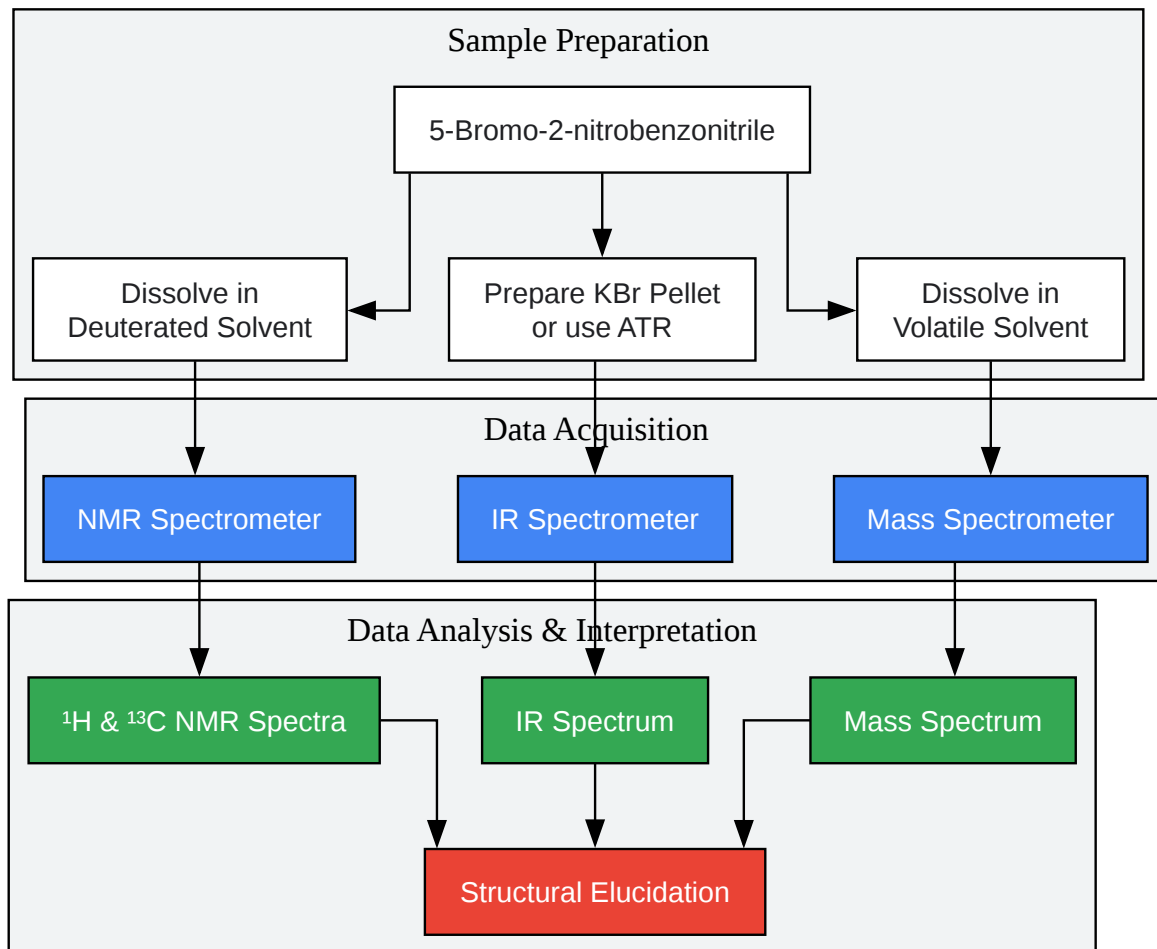 Sample Preparation
5-Bromo-2-nitrobenzonitrile
Dissolve in
Deuterated Solvent
Prepare KBr Pellet
or use ATR
Dissolve in
Volatile Solvent
Data Acquisition
NMR Spectrometer
IR Spectrometer
Mass Spectrometer
Data Analysis & Interpretation
¹H & ¹³C NMR Spectra
IR Spectrum
Mass Spectrum
Structural Elucidation